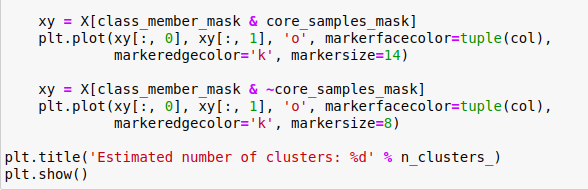 xy = X[class_member_mask & core_samples_mask]
plt.plot(xy[:, 0], xy[:, 1], 'o', markerfacecolor=tuple(col),
markeredgecolor='k', markersize=14)
xy = X[class_member_mask & ~core_samples_mask]
plt.plot(xy[:, 0], xy[:, 1], 'o', markerfacecolor=tuple(col),
markeredgecolor='k', markersize=8)
plt.title('Estimated number of clusters: %d' % n_clusters_)
plt.show()